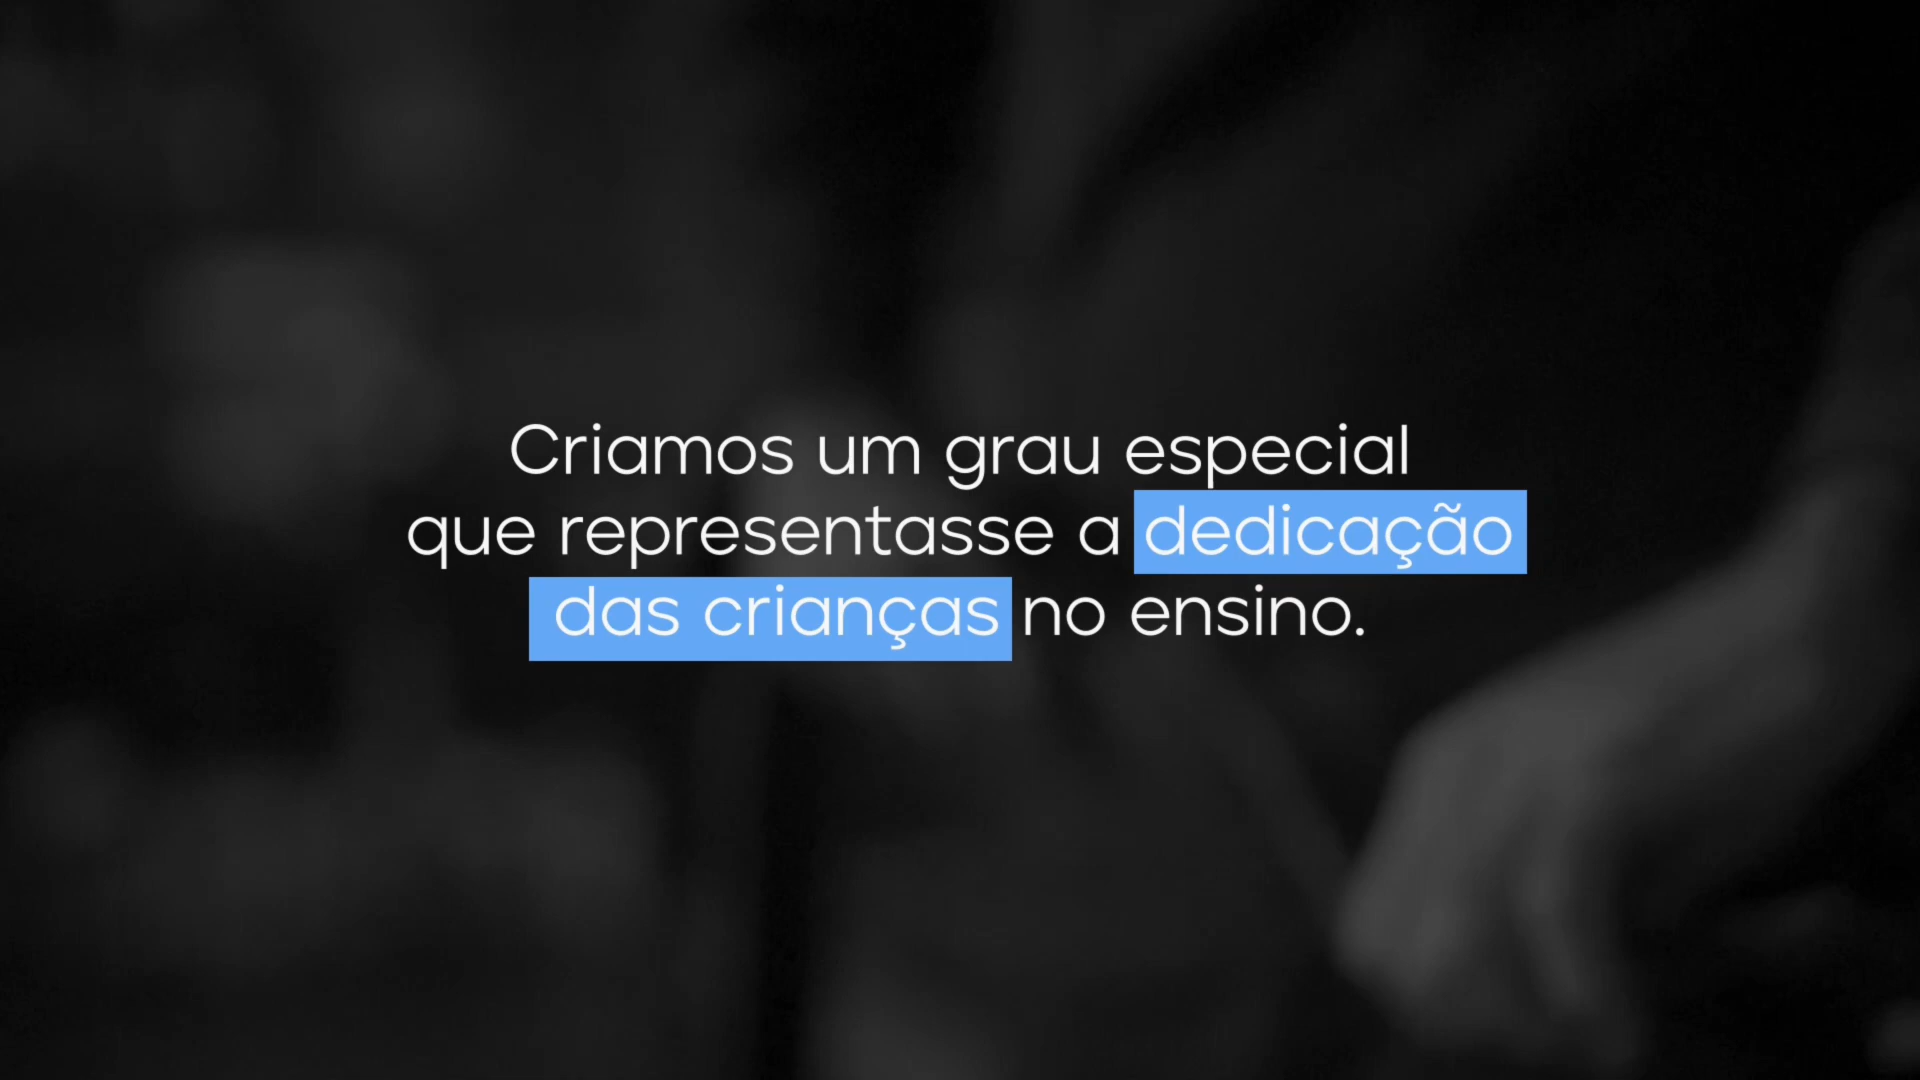 Criamos um grau especial
que representasse a dedicação
das crianças no ensino.